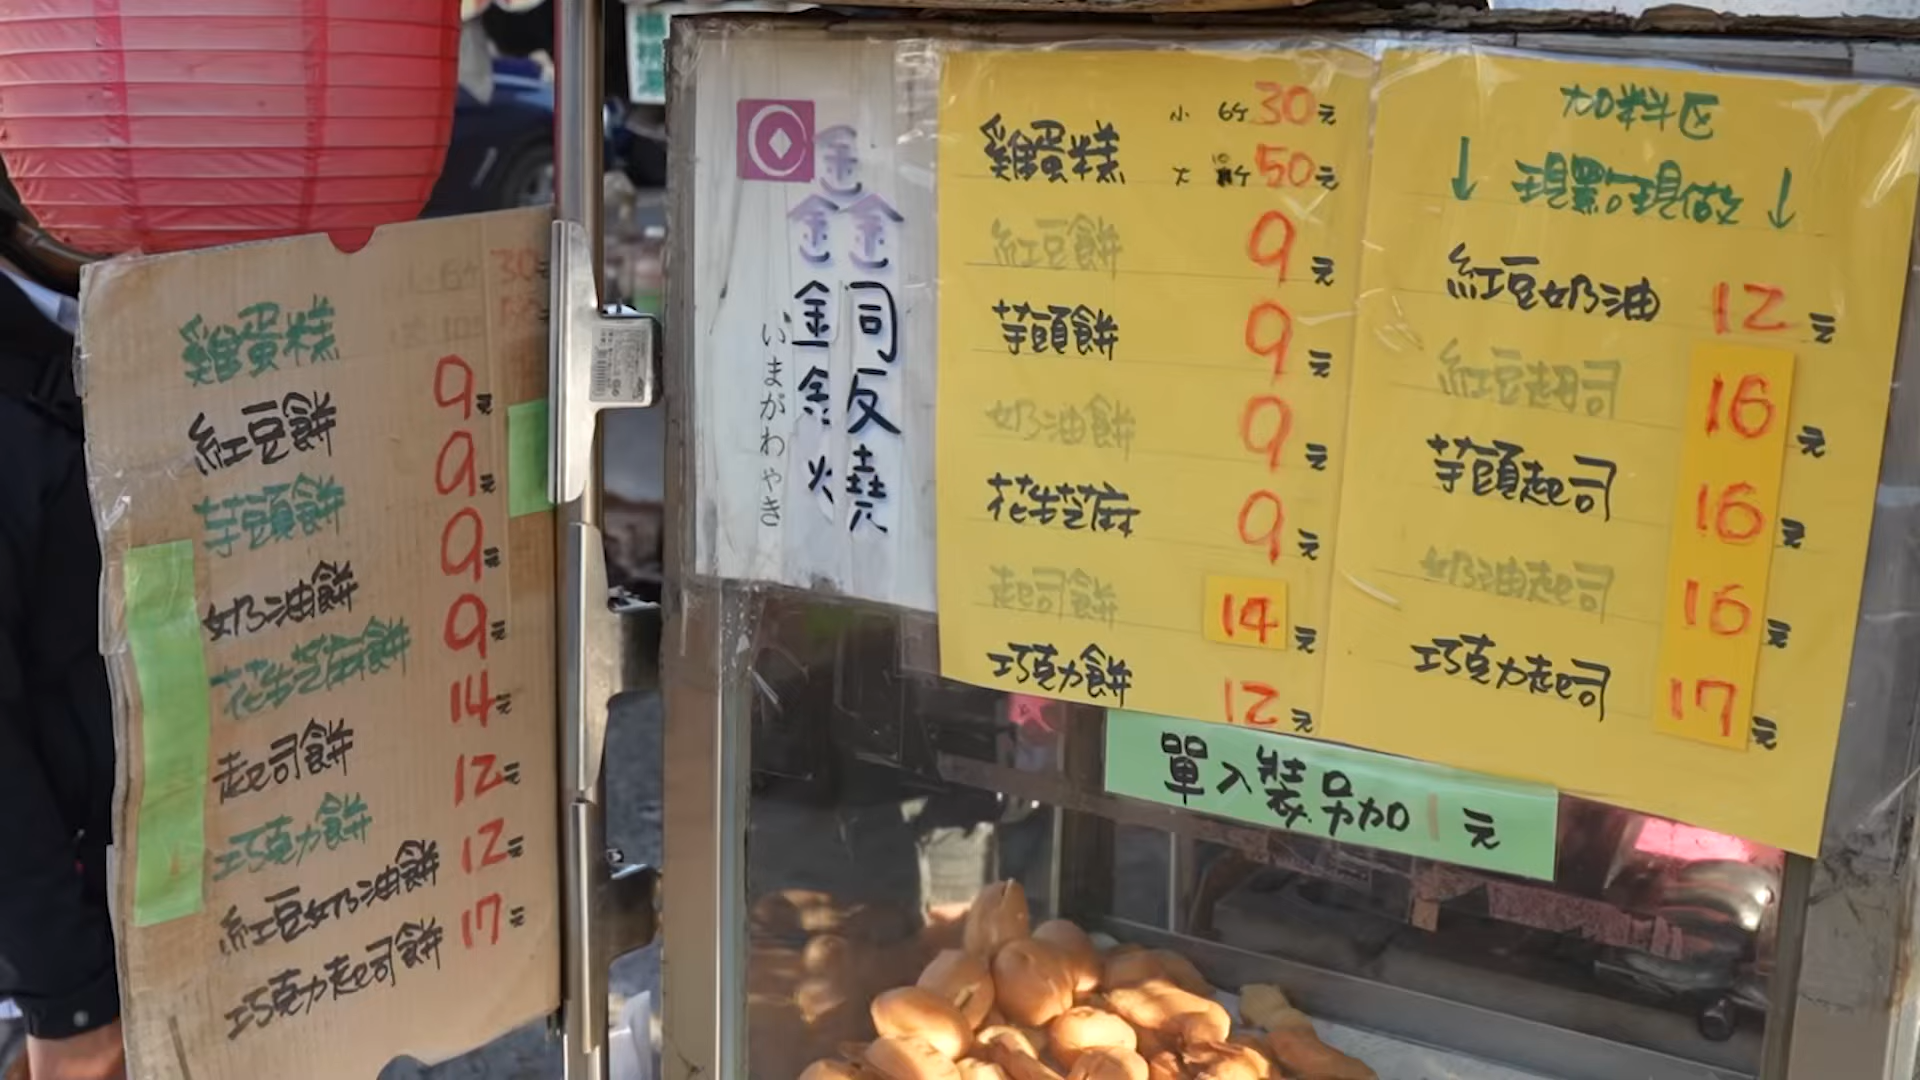 雞蛋糕
紅豆餅 9元
芋頭餅 9元
奶油餅 9元
花生芝麻餅 9元
起司餅 14元
巧克力餅 12元
紅豆奶油餅 12元
巧克力起司餅 17元
鑫
銅板燒
いまがわやき
雞蛋糕
小 6个 30元
大 10个 50元
紅豆餅 9元
芋頭餅 9元
奶油餅 9元
花生芝麻 9元
起司餅 14元
巧克力餅 12元
加料区
↓ 現點現做 ↓
紅豆奶油 12元
紅豆起司 16元
芋頭起司 16元
奶油起司 16元
巧克力起司 17元
單入裝另加1元